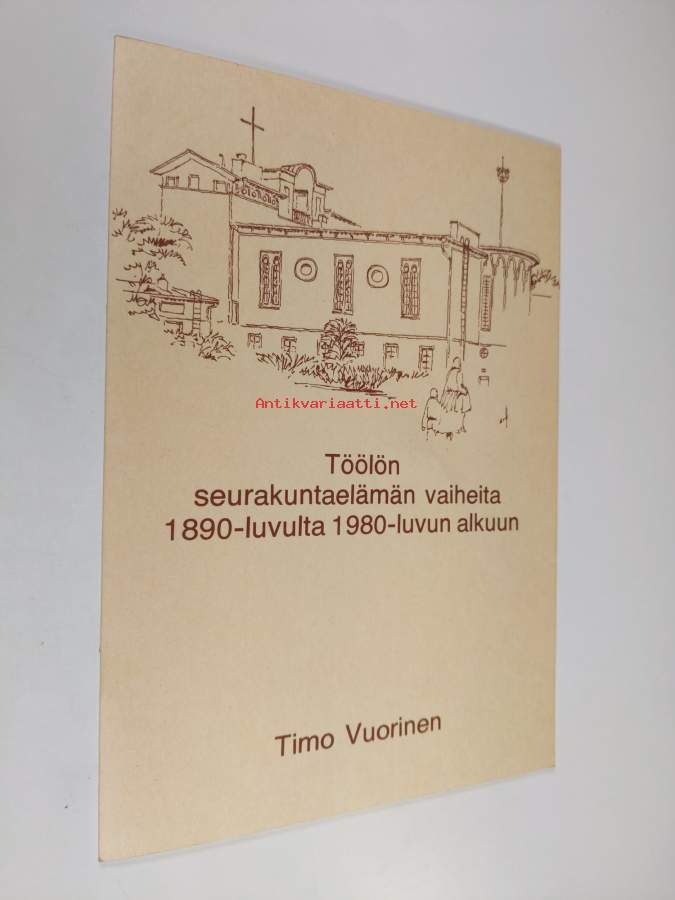 Antikvariaatti.net
Töölön
seurakuntaelämän vaiheita
1890-luvulta 1980-luvun alkuun
Timo Vuorinen